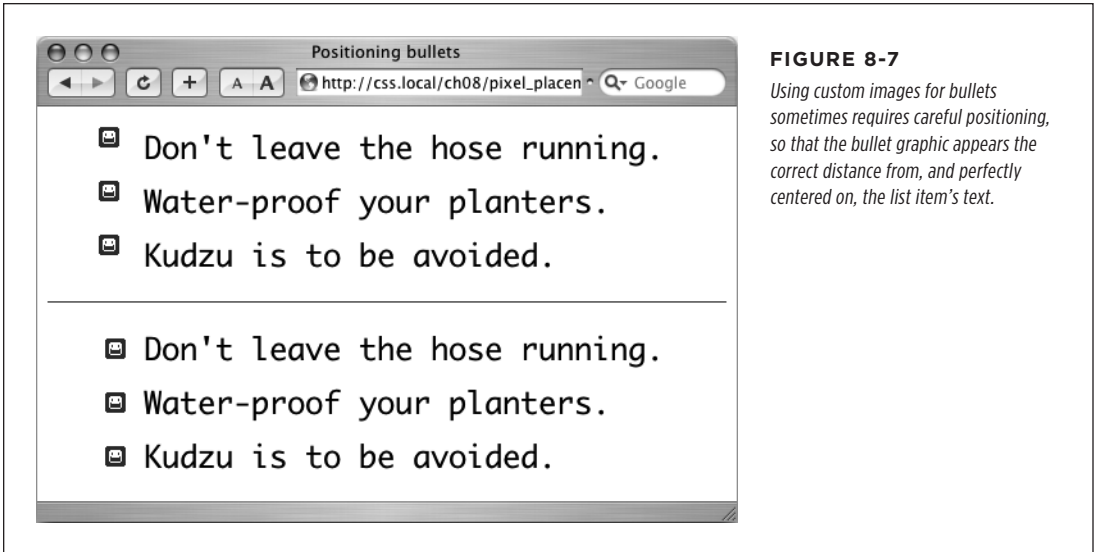 Positioning bullets
A A http://css.local/ch08/pixel_placen Google
Don't leave the hose running.
Water-proof your planters.
Kudzu is to be avoided.
Don't leave the hose running.
Water-proof your planters.
Kudzu is to be avoided.
FIGURE 8-7
Using custom images for bullets
sometimes requires careful positioning,
so that the bullet graphic appears the
correct distance from, and perfectly
centered on, the list item's text.